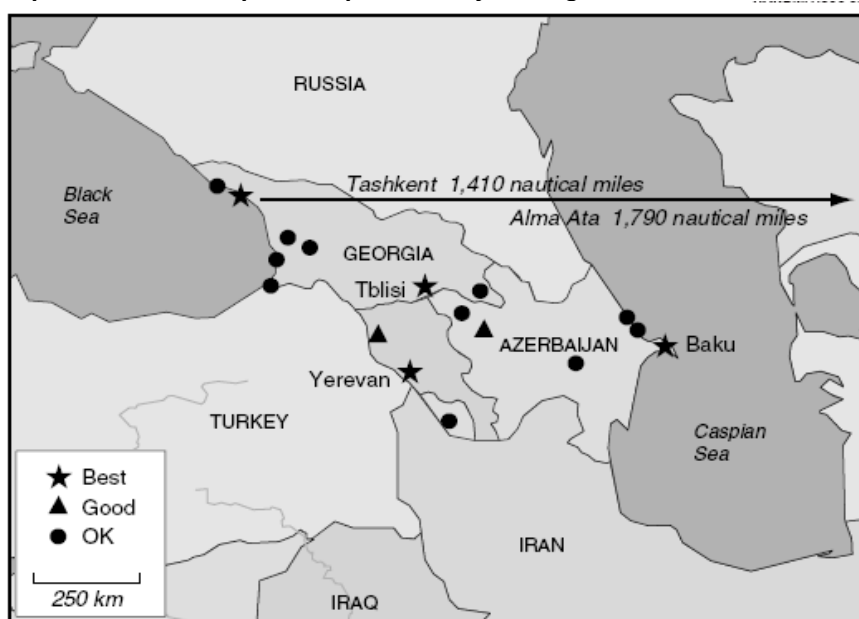 RUSSIA
Black
Sea
Tashkent 1,410 nautical miles
Alma Ata 1,790 nautical miles
GEORGIA
Tblisi
AZERBAIJAN
Baku
Yerevan
TURKEY
Caspian
Sea
Best
Good
OK
IRAN
250 km
IRAQ